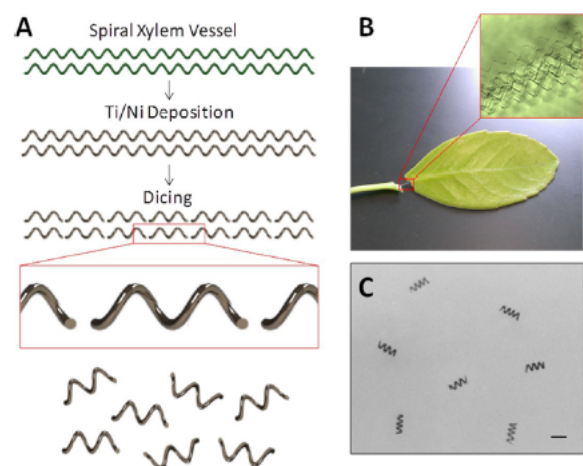 A
Spiral Xylem Vessel
Ti/Ni Deposition
Dicing
B
C